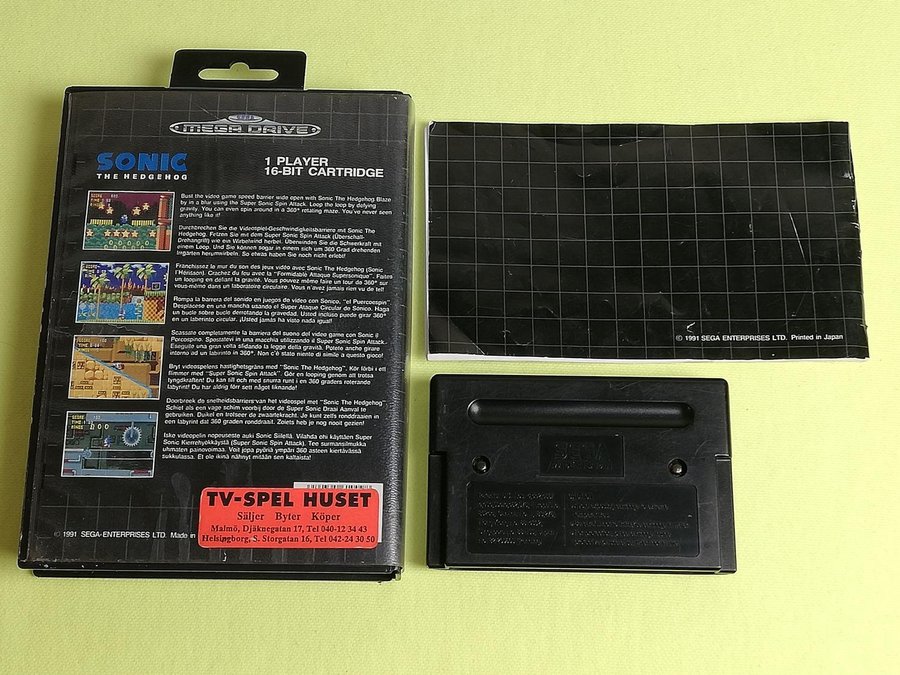 SEGA
MEGA DRIVE
SONIC
THE HEDGEHOG
1 PLAYER
16-BIT CARTRIDGE
Bust the video game speed barrier wide open with Sonic The Hedgehog Blaze
by in a blur using the Super Sonic Spin Attack. Loop the loop by defying
gravity. You can even spin around in a 360° rotating maze. You've never seen
anything like it!
Durchbrechen Sie die Videospiel-Geschwindigkeitsbarriere mit Sonic The
Hedgehog. Felzen Sie mit dem Super Sonic Spin Attack (Überschall-
Drehangriff) wie ein Wirbelwind herbei. Überwinden Sie die Schwerkraft mit
einem Loop. Und Sie können sogar in einem sich um 360 Grad drehenden
Irrgarten herumwirbeln. So etwas haben Sie noch nicht erlebt!
Franchissez le mur du son des jeux vidéo avec Sonic The Hedgehog (Sonic
l'Hérisson). Crachez du feu avec la "Formidable Attaque Supersonique". Faites
un looping en défiant la gravité. Vous pouvez même faire un tour de 360° sur
vous-même dans un laboratoire circulaire. Vous n'avez jamais rien vu de tel!
Rompa la barrera del sonido en juegos de video con Sonico, "el Puercoespin".
Desplácese en una mancha usando el Super Ataque Circular de Sonico. Haga
un bucle sobre bucle derrotando la gravedad. Usted incluso puede girar 360°
en un labirinto circular. ¡Usted jamás ha visto nada igual!
Scassate completamente la barriera del suono del video game con Sonic il
Porcospino. Spostatevi in una macchia utilizzando il Super Sonic Spin Attack.
Eseguite una gran volta sfidando la legge della gravità. Potete anche girare
intorno ad un labirinto in 360°. Non c'è stato niente di simile a questo gioco!
Bryt videospelens hastighetsgräns med "Sonic The Hedgehog". Kör förbi i ett
flimmer med "Super Sonic Spin Attack". Gör en looping genom att trotsa
tyngdkraften! Du kan till och med snurra runt i en 360 graders roterande
labyrint! Du har aldrig förr sett något liknande!
Doorbreek de snelheidsbarriers van het videospel met "Sonic The Hedgehog".
Schiet als een vage schim voorbij door de Super Sonic Draai Aanval te
gebruiken. Duikel en trotseer de zwaartekracht. Je kunt zelfs ronddraaien in
een labyrint dat 360 graden ronddraait. Zoiets heb je nog nooit gezien!
Iske videopelin nopeuseste auki Sonic Siilellä. Vilahda ohi käyttäen Super
Sonic Kierrehyökkäystä (Super Sonic Spin Attack). Tee surmansilmukka
uhmaten painovoimaa. Voit jopa pyöriä ympäri 360 asteen kiertävässä
sukkulassa. Et ole ikinä nähnyt mitään sen kaltaista!
TV-SPEL HUSET
Säljer Byter Köper
Malmö, Djäknegatan 17, Tel 040-12 34 43
Helsingborg, S. Storgatan 16, Tel 042-24 30 50
© 1991 SEGA-ENTERPRISES LTD. Made in
© 1991 SEGA ENTERPRISES LTD. Printed in Japan
SEGA